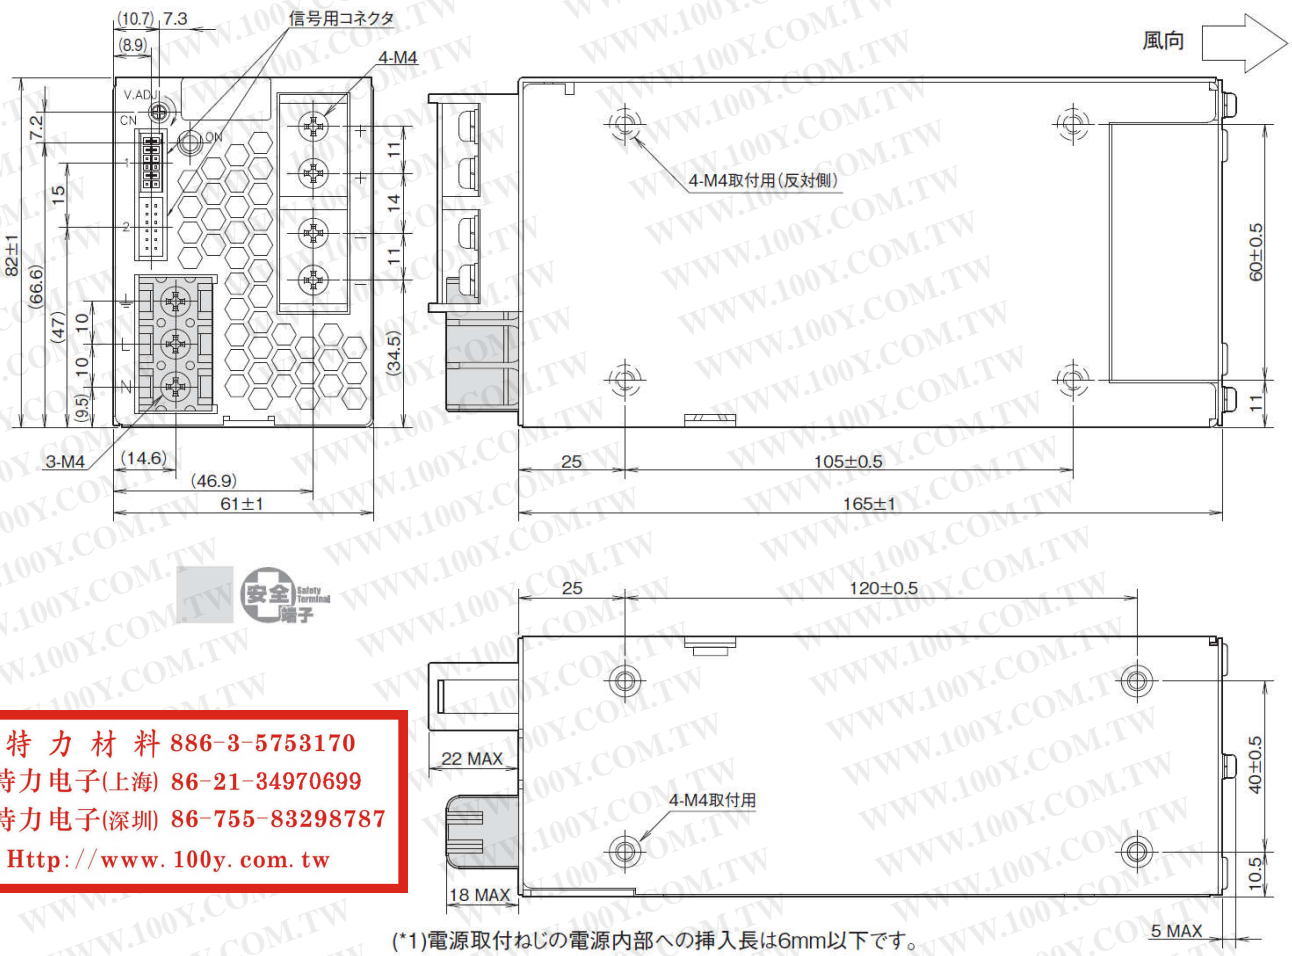 (10.7) 7.3
信号用コネクタ
(8.9)
4-M4
風向
V.ADJ
CN
ON
7.2
1
2
15
82±1
(66.6)
(47)
10
10
(9.5)
L
N
+
+
−
−
11
14
11
(34.5)
3-M4
(14.6)
(46.9)
61±1
4-M4取付用(反対側)
60±0.5
11
25
105±0.5
165±1
安全
端子
Safety
Terminal
25
120±0.5
22 MAX
4-M4取付用
18 MAX
40±0.5
10.5
5 MAX
特力材料 886-3-5753170
特力电子(上海) 86-21-34970699
特力电子(深圳) 86-755-83298787
Http://www.100y.com.tw
(*1)電源取付ねじの電源内部への挿入長は6mm以下です。
WWW.100Y.COM.TW